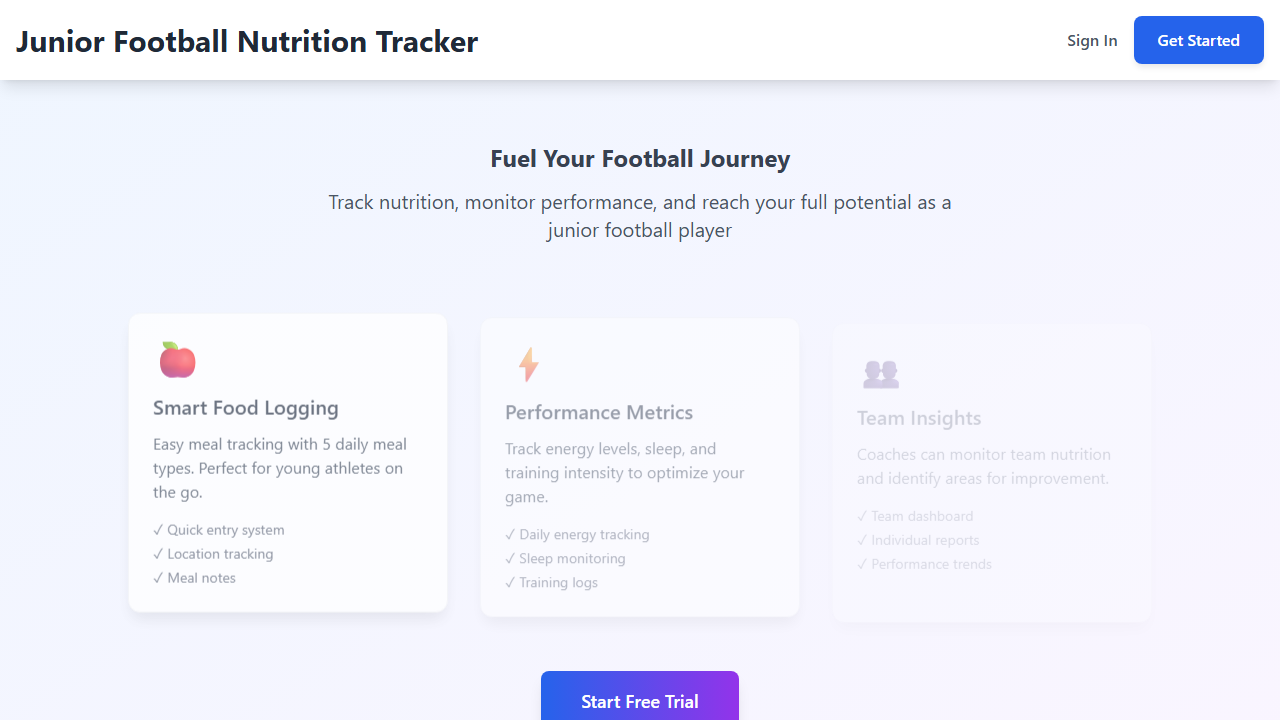 Junior Football Nutrition Tracker
Sign In
Get Started
Fuel Your Football Journey
Track nutrition, monitor performance, and reach your full potential as a
junior football player
Smart Food Logging
Easy meal tracking with 5 daily meal
types. Perfect for young athletes on
the go.
✓ Quick entry system
✓ Location tracking
✓ Meal notes
Performance Metrics
Track energy levels, sleep, and
training intensity to optimize your
game.
✓ Daily energy tracking
✓ Sleep monitoring
✓ Training logs
Team Insights
Coaches can monitor team nutrition
and identify areas for improvement.
✓ Team dashboard
✓ Individual reports
✓ Performance trends
Start Free Trial